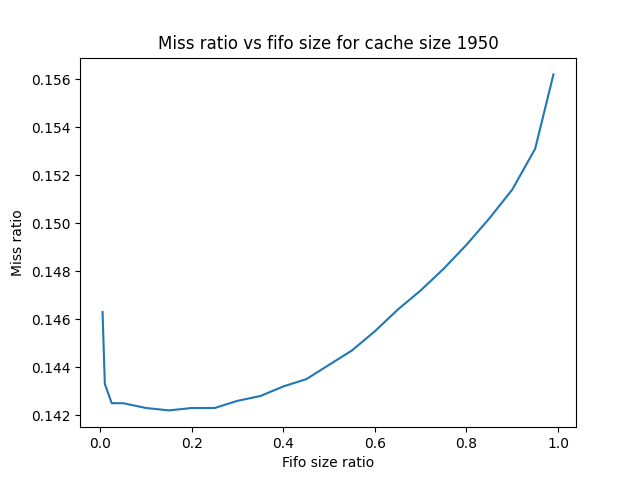 Miss ratio vs fifo size for cache size 1950
0.156
0.154
0.152
0.150
0.148
0.146
0.144
0.142
Miss ratio
0.0 0.2 0.4 0.6 0.8 1.0
Fifo size ratio